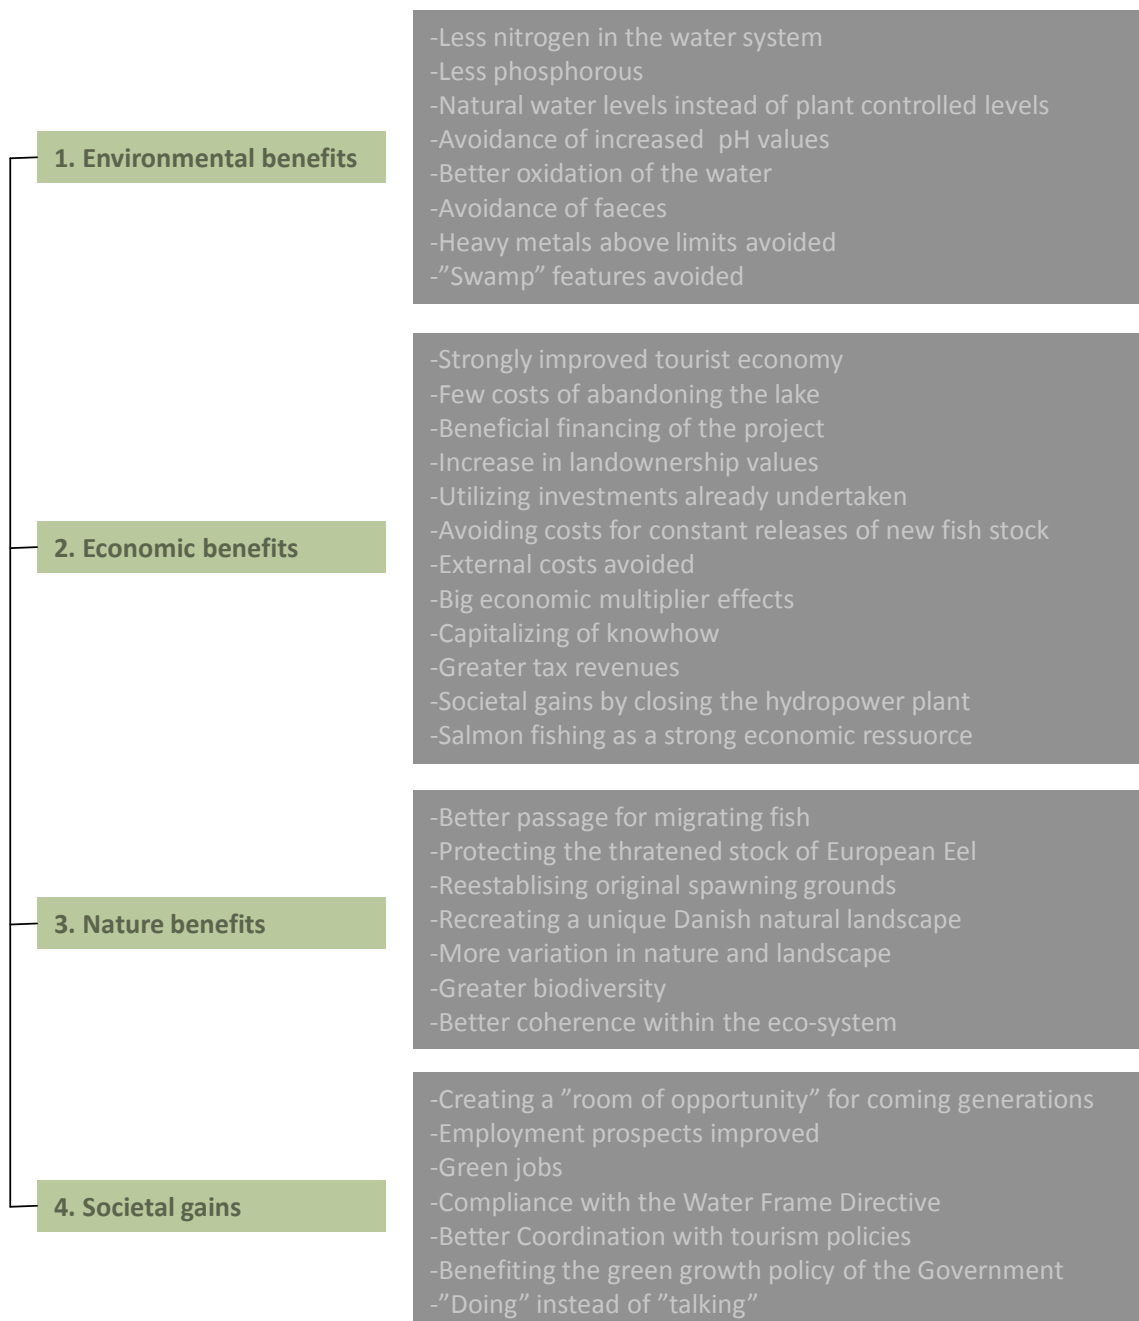 1. Environmental benefits
-Less nitrogen in the water system
-Less phosphorous
-Natural water levels instead of plant controlled levels
-Avoidance of increased  pH values
-Better oxidation of the water
-Avoidance of faeces
-Heavy metals above limits avoided
-”Swamp” features avoided
2. Economic benefits
-Strongly improved tourist economy
-Few costs of abandoning the lake
-Beneficial financing of the project
-Increase in landownership values
-Utilizing investments already undertaken
-Avoiding costs for constant releases of new fish stock
-External costs avoided
-Big economic multiplier effects
-Capitalizing of knowhow
-Greater tax revenues
-Societal gains by closing the hydropower plant
-Salmon fishing as a strong economic ressuorce
3. Nature benefits
-Better passage for migrating fish
-Protecting the thratened stock of European Eel
-Reestablising original spawning grounds
-Recreating a unique Danish natural landscape
-More variation in nature and landscape
-Greater biodiversity
-Better coherence within the eco-system
4. Societal gains
-Creating a ”room of opportunity” for coming generations
-Employment prospects improved
-Green jobs
-Compliance with the Water Frame Directive
-Better Coordination with tourism policies
-Benefiting the green growth policy of the Government
-”Doing” instead of ”talking”